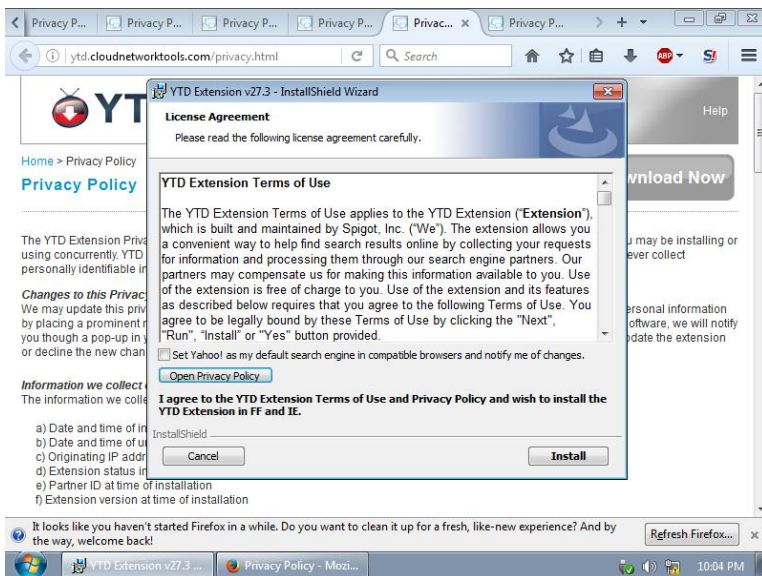 Privacy P...
Privacy P...
Privacy P...
Privacy P...
Privac...
Privacy P...
ytd.cloudnetworktools.com/privacy.html
Search
ABP
S!
YT
Help
YTD Extension v27.3 - InstallShield Wizard
License Agreement
Please read the following license agreement carefully.
Home > Privacy Policy
Privacy Policy
wnload Now
YTD Extension Terms of Use
The YTD Extension Terms of Use applies to the YTD Extension (“Extension”),
which is built and maintained by Spigot, Inc. (“We”). The extension allows you
a convenient way to help find search results online by collecting your requests
for information and processing them through our search engine partners. Our
partners may compensate us for making this information available to you. Use
of the extension is free of charge to you. Use of the extension and its features
as described below requires that you agree to the following Terms of Use. You
agree to be legally bound by these Terms of Use by clicking the "Next",
"Run", “Install” or "Yes" button provided.
Set Yahoo! as my default search engine in compatible browsers and notify me of changes.
Open Privacy Policy
I agree to the YTD Extension Terms of Use and Privacy Policy and wish to install the
YTD Extension in FF and IE.
InstallShield
Cancel
Install
The YTD Extension Priva
u may be installing or
using concurrently. YTD
ever collect
personally identifiable in
Changes to this Privac
We may update this priv
ersonal information
by placing a prominent
oftware, we will notify
you though a pop-up in y
pdate the extension
or decline the new chan
Information we collect
The information we colle
a) Date and time of in
b) Date and time of u
c) Originating IP addr
d) Extension status i
e) Partner ID at time of installation
f) Extension version at time of installation
It looks like you haven't started Firefox in a while. Do you want to clean it up for a fresh, like-new experience? And by
the way, welcome back!
Refresh Firefox...
YTD Extension v27.3 ...
Privacy Policy - Mozi...
10:04 PM